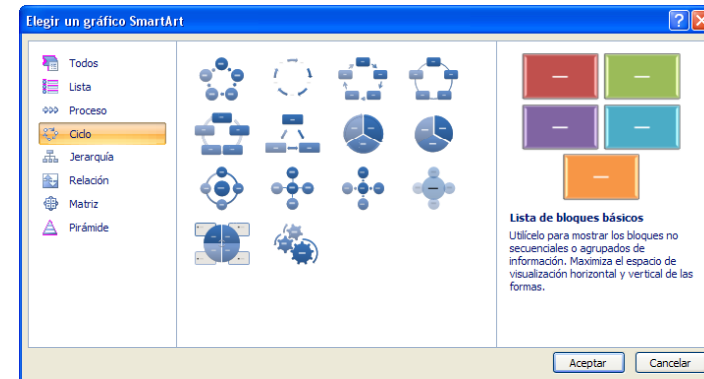 Elegir un gráfico SmartArt
Todos
Lista
Proceso
Ciclo
Jerarquía
Relación
Matriz
Pirámide
Lista de bloques básicos
Utilícelo para mostrar los bloques no
secuenciales o agrupados de
información. Maximiza el espacio de
visualización horizontal y vertical de las
formas.
Aceptar
Cancelar